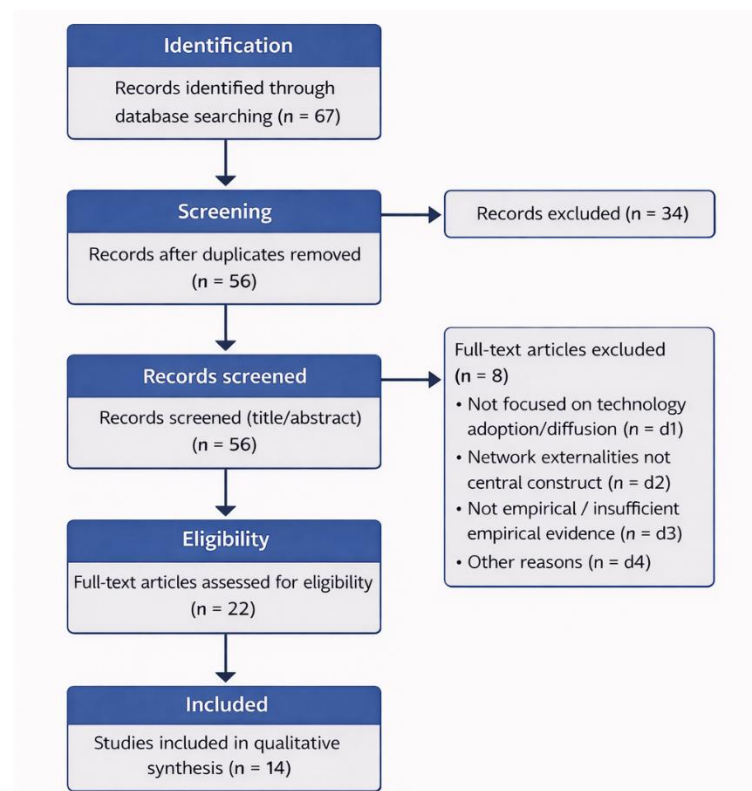 Identification
Records identified through
database searching (n = 67)
Screening
Records after duplicates removed
(n = 56)
Records excluded (n = 34)
Records screened
Records screened (title/abstract)
(n = 56)
Full-text articles excluded
(n = 8)
• Not focused on technology
adoption/diffusion (n = d1)
• Network externalities not
central construct (n = d2)
• Not empirical / insufficient
empirical evidence (n = d3)
• Other reasons (n = d4)
Eligibility
Full-text articles assessed for eligibility
(n = 22)
Included
Studies included in qualitative
synthesis (n = 14)